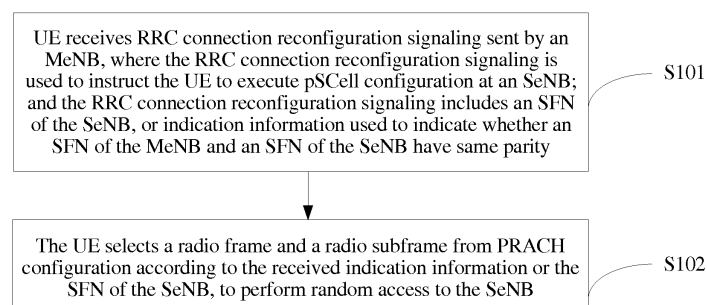 UE receives RRC connection reconfiguration signaling sent by an
MeNB, where the RRC connection reconfiguration signaling is
used to instruct the UE to execute pSCell configuration at an SeNB;
and the RRC connection reconfiguration signaling includes an SFN
of the SeNB, or indication information used to indicate whether an
SFN of the MeNB and an SFN of the SeNB have same parity
S101
The UE selects a radio frame and a radio subframe from PRACH
configuration according to the received indication information or the
SFN of the SeNB, to perform random access to the SeNB
S102